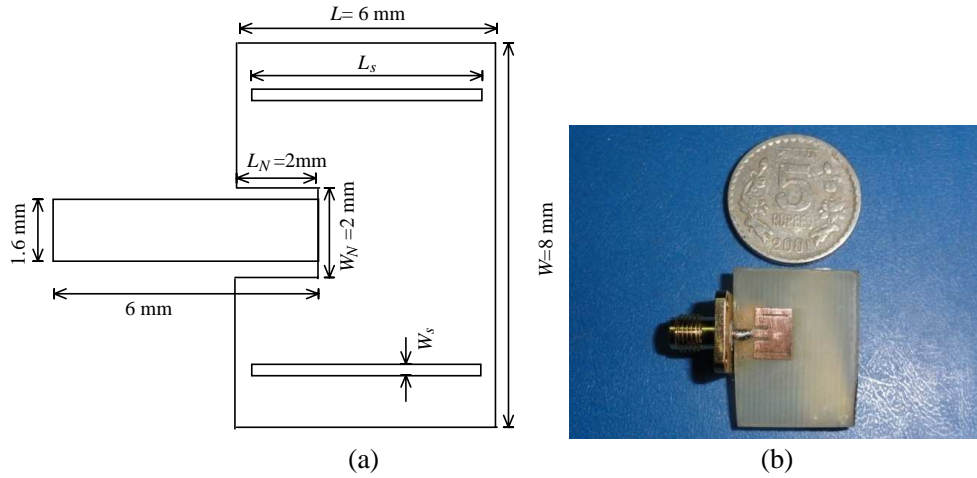 L= 6 mm
Ls
LN =2mm
1.6 mm
WN =2 mm
W=8 mm
6 mm
Ws
(a)
5
RUPEES
(b)